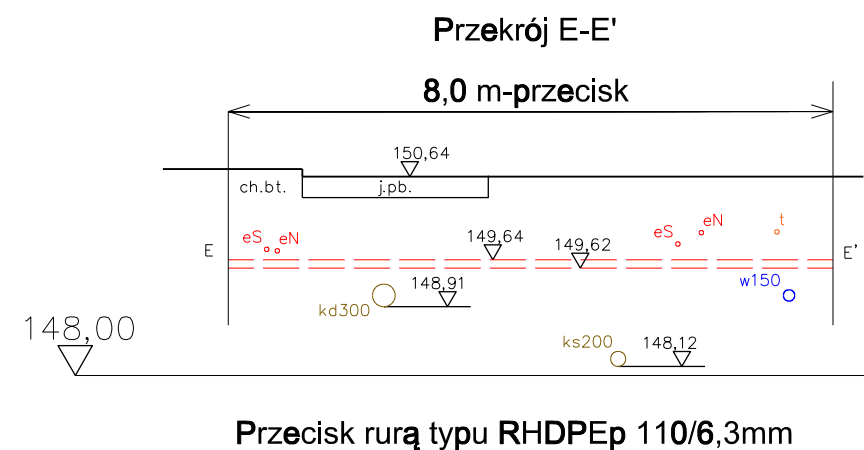 Przekrój E-E'
8,0 m-przecisk
150,64
ch.bt.
j.pb.
eS
eN
149,64
149,62
eS
eN
t
E
E'
148,91
w150
kd300
148,00
ks200
148,12
Przecisk rurą typu RHDPEp 110/6,3mm